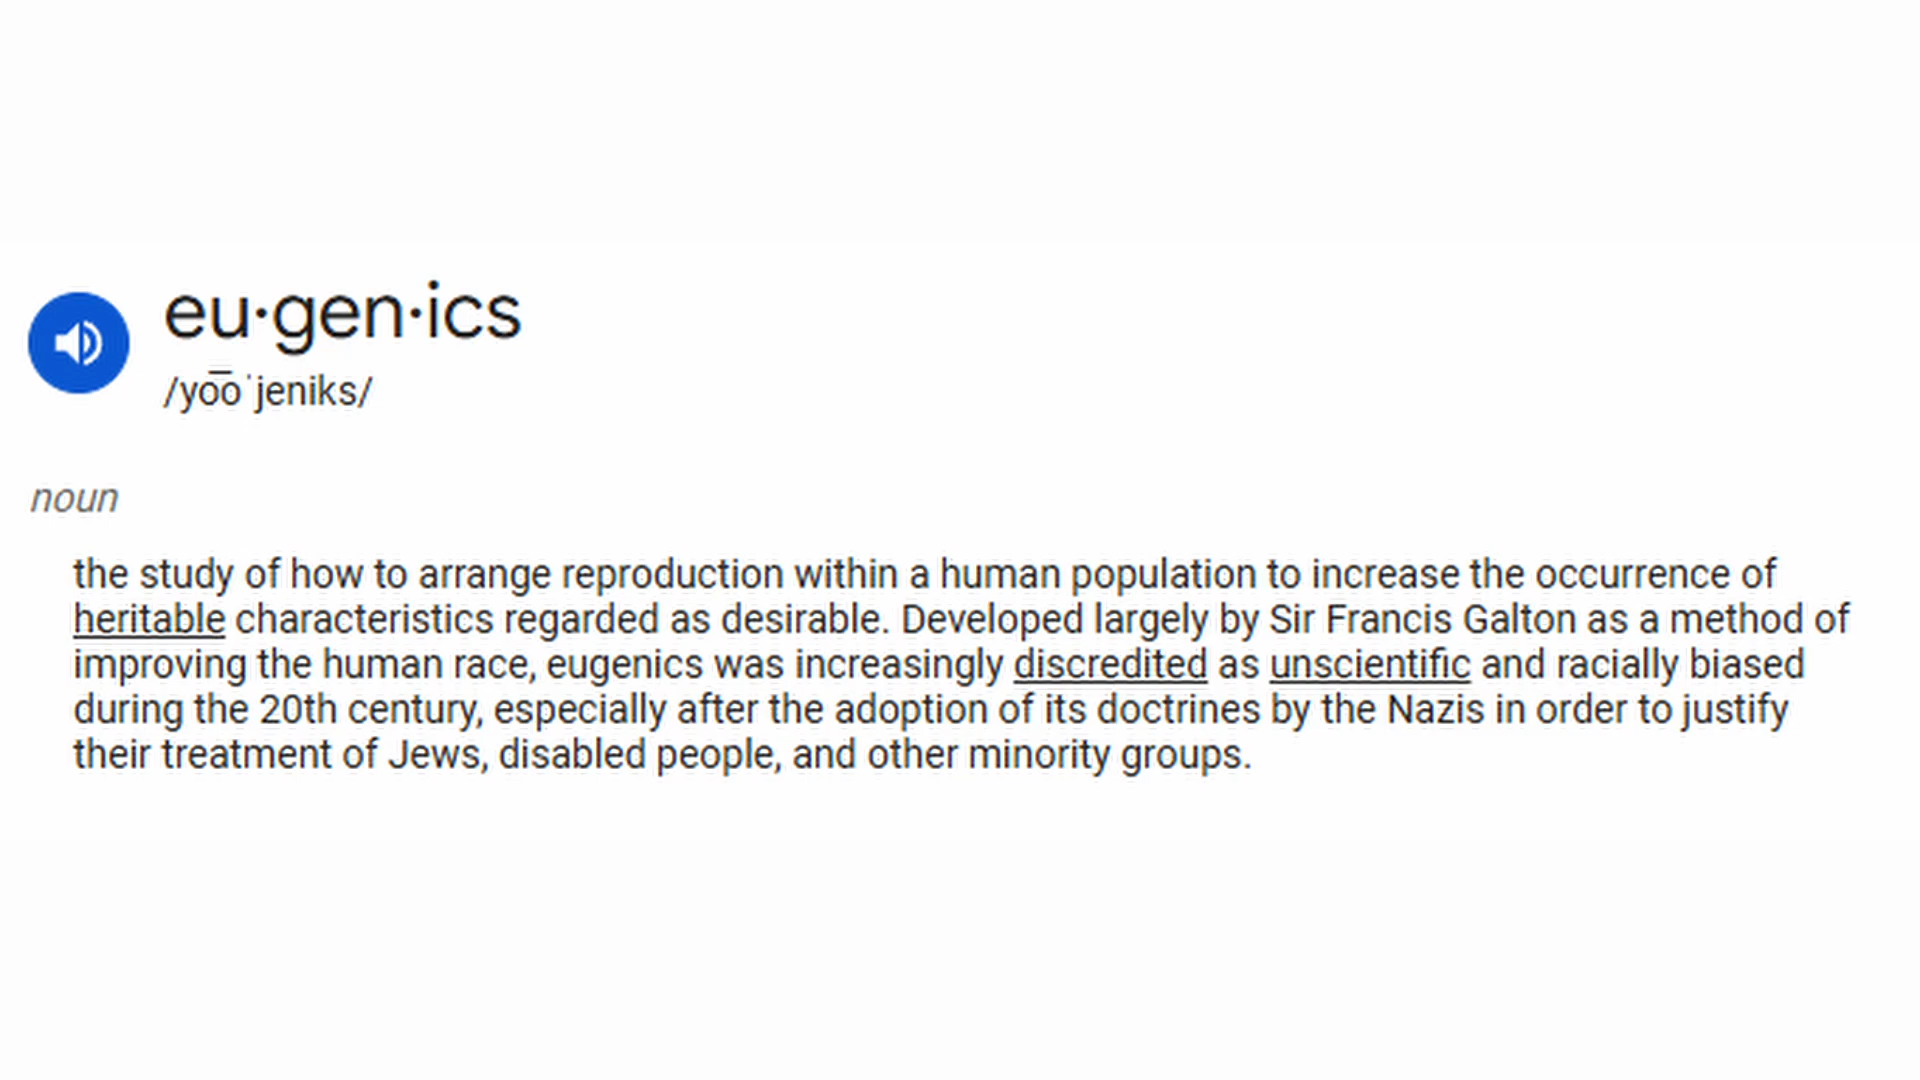 eu·gen·ics
/yo͞oˈjeniks/
noun
the study of how to arrange reproduction within a human population to increase the occurrence of
heritable characteristics regarded as desirable. Developed largely by Sir Francis Galton as a method of
improving the human race, eugenics was increasingly discredited as unscientific and racially biased
during the 20th century, especially after the adoption of its doctrines by the Nazis in order to justify
their treatment of Jews, disabled people, and other minority groups.